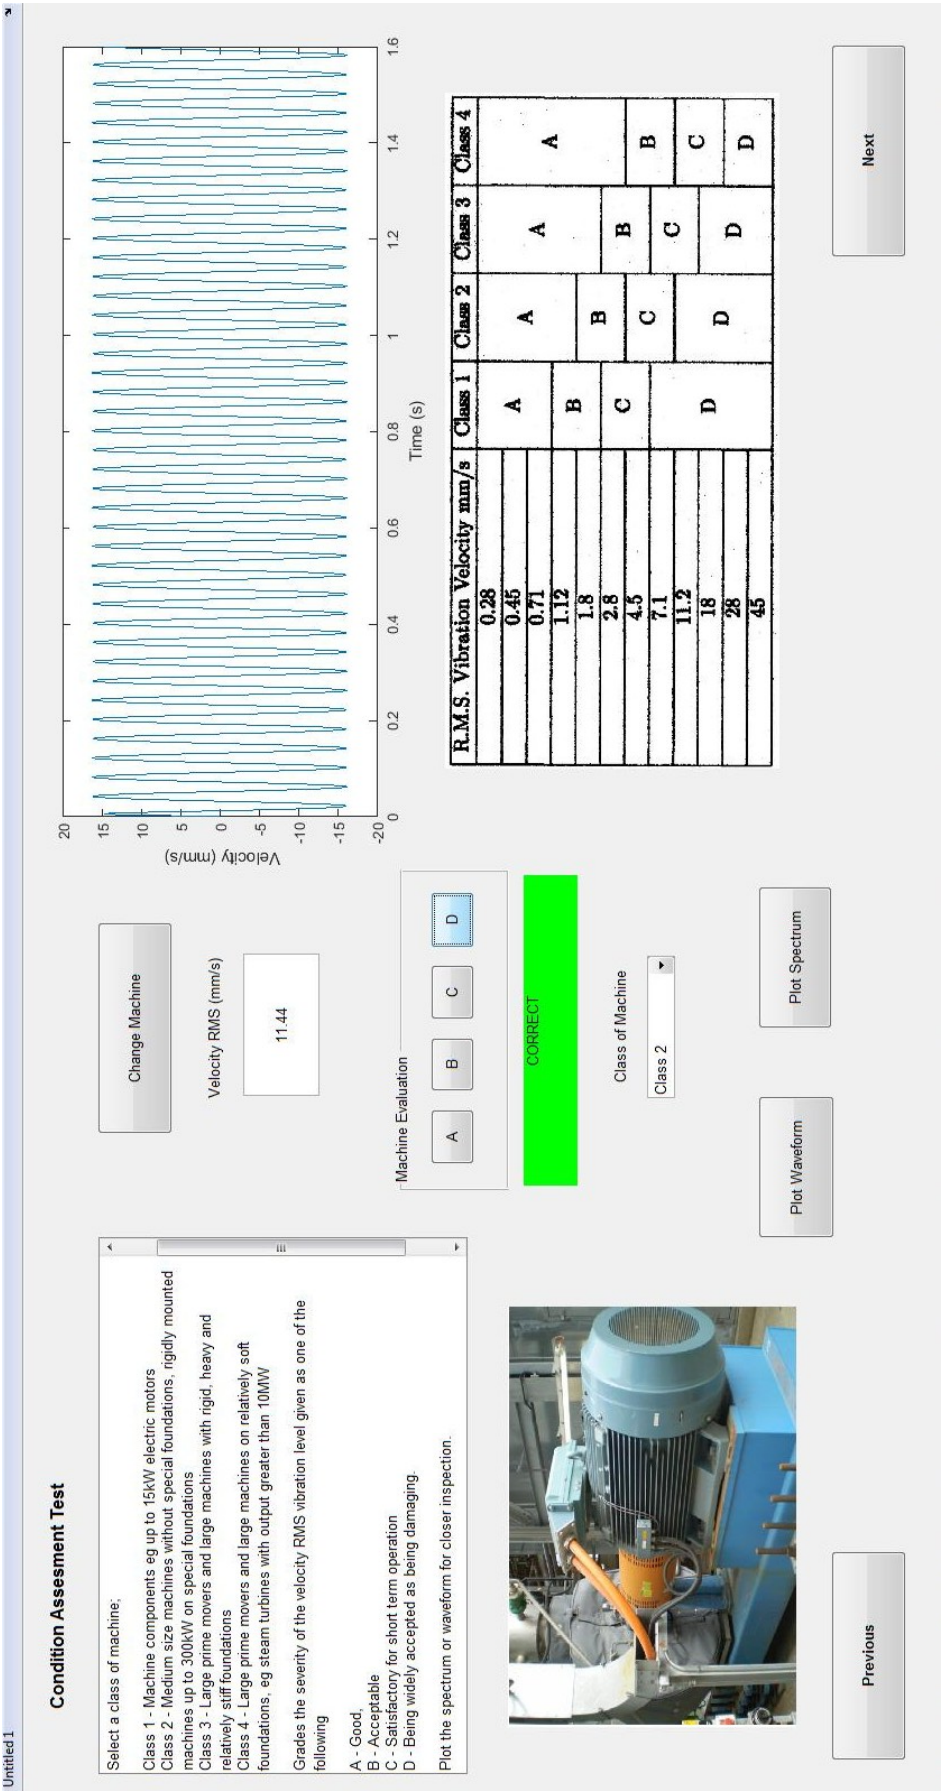 Untitled 1
Condition Assesment Test
Select a class of machine;
Class 1 - Machine components eg up to 15kW electric motors
Class 2 - Medium size machines without special foundations, rigidly mounted
machines up to 300kW on special foundations
Class 3 - Large prime movers and large machines with rigid, heavy and
relatively stiff foundations
Class 4 - Large prime movers and large machines on relatively soft
foundations, eg steam turbines with output greater than 10MW
Grades the severity of the velocity RMS vibration level given as one of the
following
A - Good,
B - Acceptable
C - Satisfactory for short term operation
D - Being widely accepted as being damaging.
Plot the spectrum or waveform for closer inspection.
Previous
Change Machine
Velocity RMS (mm/s)
11.44
Machine Evaluation
A B C D
CORRECT
Class of Machine
Class 2
Plot Waveform
Plot Spectrum
Velocity (mm/s)
20
15
10
5
0
-5
-10
-15
-20
0 0.2 0.4 0.6 0.8 1 1.2 1.4 1.6
Time (s)
R.M.S. Vibration Velocity mm/s Class 1 Class 2 Class 3 Class 4
0.28
0.45
0.71
1.12
1.8
2.8
4.5
7.1
11.2
18
28
45
A B C D
A B C D
A B C D
A B C D
Next